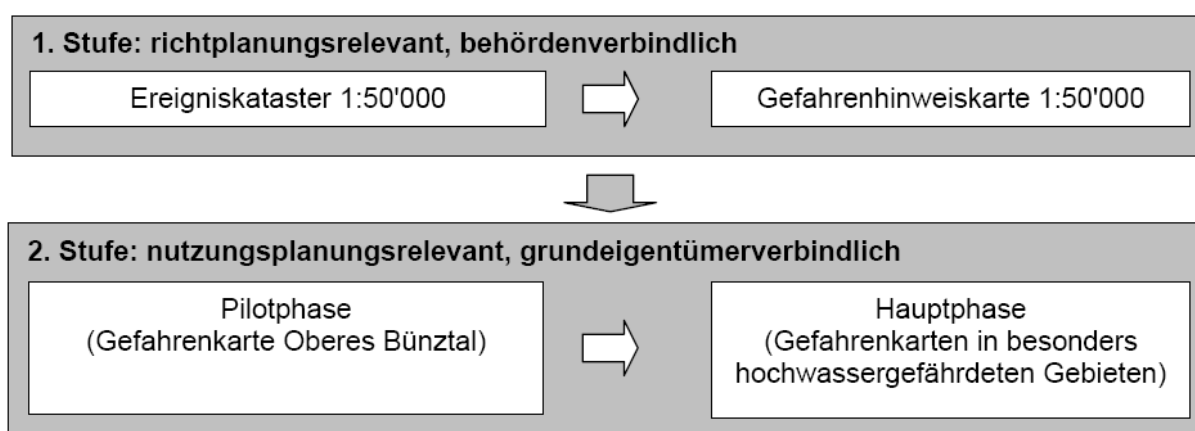 1. Stufe: richtplanungsrelevant, behördenverbindlich
Ereigniskataster 1:50'000
Gefahrenhinweiskarte 1:50'000
2. Stufe: nutzungsplanungsrelevant, grundeigentümerverbindlich
Pilotphase
(Gefahrenkarte Oberes Bünztal)
Hauptphase
(Gefahrenkarten in besonders
hochwassergefährdeten Gebieten)